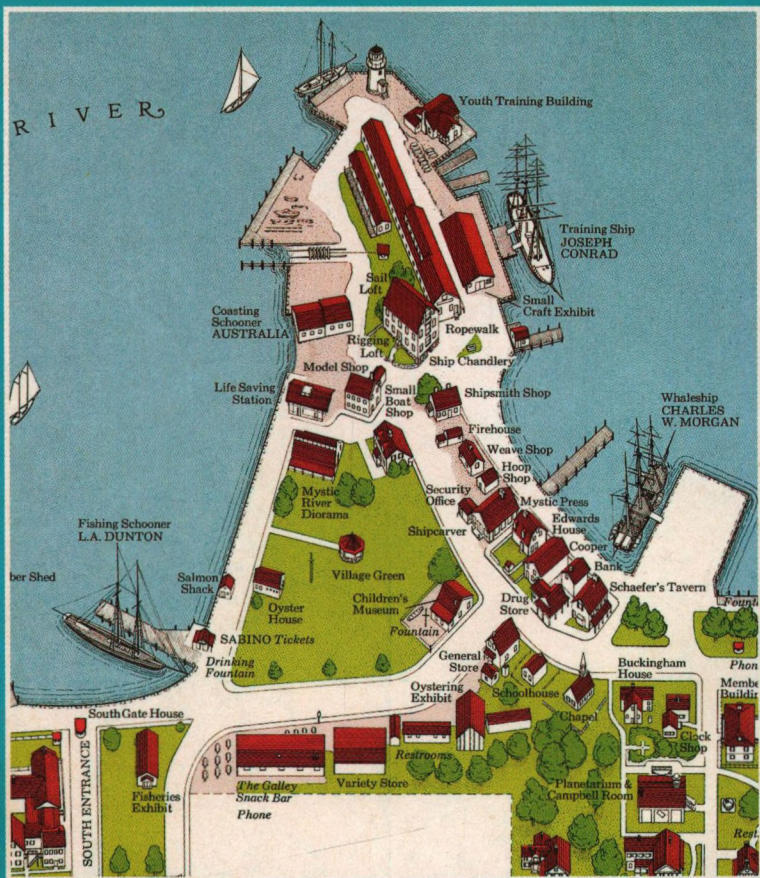 RIVER
Youth Training Building
Training Ship
JOSEPH
CONRAD
Sail
Loft
Small
Craft Exhibit
Coasting
Schooner
AUSTRALIA
Ropewalk
Rigging
Loft
Ship Chandlery
Model Shop
Life Saving
Station
Small
Boat
Shop
Shipsmith Shop
Whaleship
CHARLES
W. MORGAN
Firehouse
Weave Shop
Hoop
Shop
Mystic
River
Diorama
Security
Office
Mystic Press
Edwards
House
Shipcarver
Cooper
Bank
Fishing Schooner
L.A. DUNTON
ber Shed
Salmon
Shack
Village Green
Schaefer's Tavern
Oyster
House
Children's
Museum
Drug
Store
Fountain
SABINO Tickets
Drinking
Fountain
General
Store
Buckingham
House
Phon
Oystering
Exhibit
Schoolhouse
Membe
Buildin
South Gate House
Chapel
Clock
Shop
Restrooms
SOUTH ENTRANCE
Fisheries
Exhibit
The Galley
Snack Bar
Variety Store
Planetarium &
Campbell Room
Phone
Rest